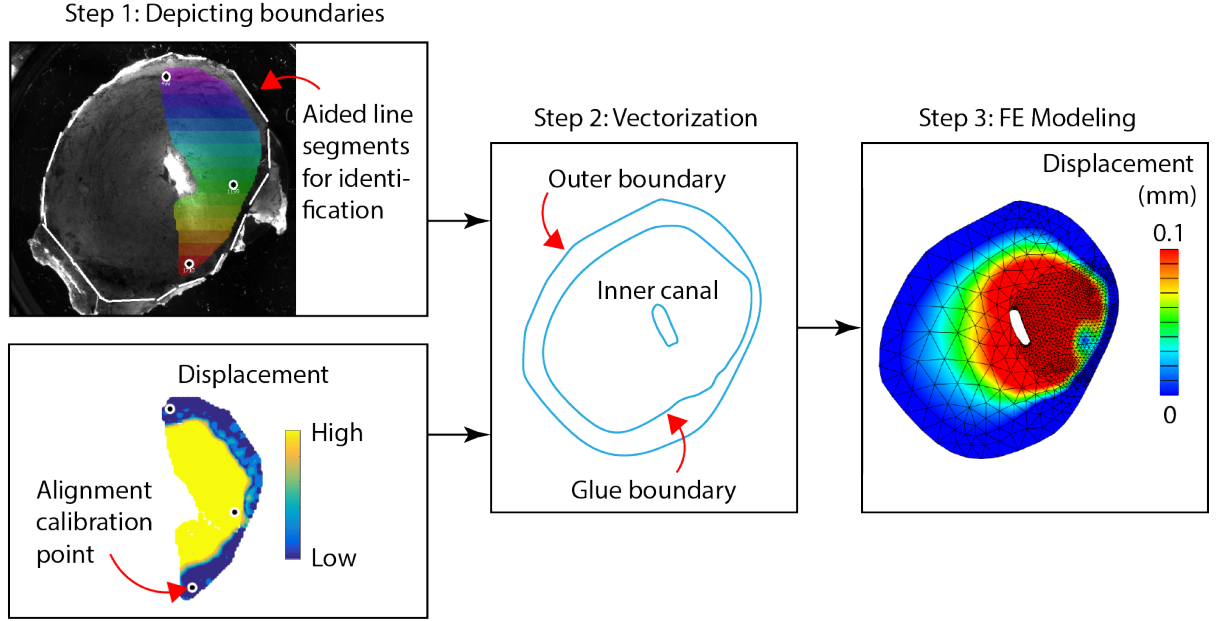 Step 1: Depicting boundaries
Aided line
segments
for identi-
fication
Displacement
High
Low
Alignment
calibration
point
Step 2: Vectorization
Outer boundary
Inner canal
Glue boundary
Step 3: FE Modeling
Displacement
(mm)
0.1
0